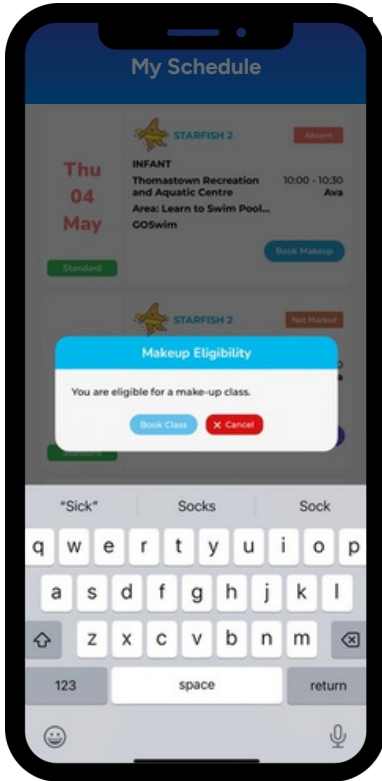 My Schedule
STARFISH 2
Absent
Thu
04
May
INFANT
Thomastown Recreation
and Aquatic Centre
10:00 - 10:30
Ava
Area: Learn to Swim Pool...
GOSwim
Book Makeup
Standard
STARFISH 2
Not Marked
Makeup Eligibility
You are eligible for a make-up class.
Book Class
X Cancel
Standard
"Sick" Socks Sock
q w e r t y u i o p
a s d f g h j k l
z x c v b n m
123 space return